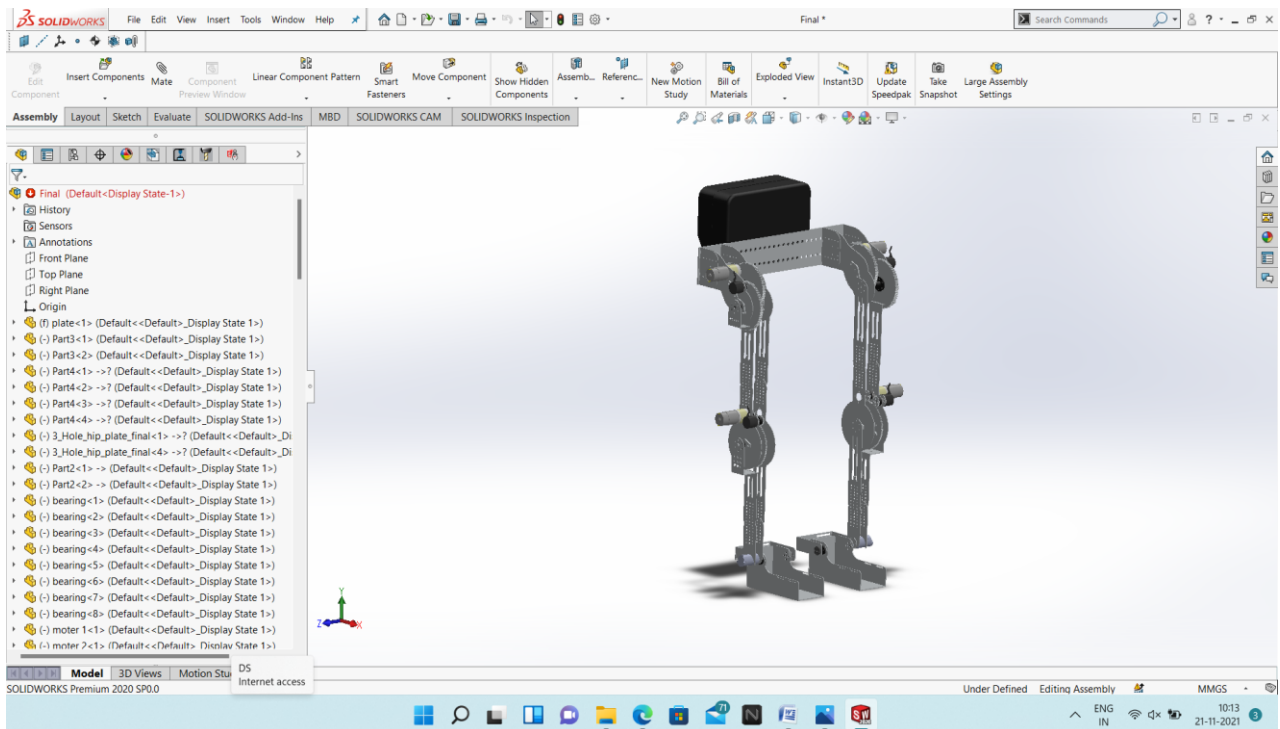 SOLIDWORKS File Edit View Insert Tools Window Help Final * Search Commands
Insert Components Mate Linear Component Pattern Smart Fasteners Move Component Show Hidden Components Assemb... Referenc... New Motion Study Bill of Materials Exploded View Instant3D Update Speedpak Take Snapshot Large Assembly Settings
Edit Component Component Preview Window
Assembly Layout Sketch Evaluate SOLIDWORKS Add-Ins MBD SOLIDWORKS CAM SOLIDWORKS Inspection
Final (Default<Display State-1>)
History
Sensors
Annotations
Front Plane
Top Plane
Right Plane
Origin
(f) plate<1> (Default<<Default>_Display State 1>)
(-) Part3<1> (Default<<Default>_Display State 1>)
(-) Part3<2> (Default<<Default>_Display State 1>)
(-) Part4<1> ->? (Default<<Default>_Display State 1>)
(-) Part4<2> ->? (Default<<Default>_Display State 1>)
(-) Part4<3> ->? (Default<<Default>_Display State 1>)
(-) Part4<4> ->? (Default<<Default>_Display State 1>)
(-) 3_Hole_hip_plate_final<1> ->? (Default<<Default>_Di
(-) 3_Hole_hip_plate_final<4> ->? (Default<<Default>_Di
(-) Part2<1> -> (Default<<Default>_Display State 1>)
(-) Part2<2> -> (Default<<Default>_Display State 1>)
(-) bearing<1> (Default<<Default>_Display State 1>)
(-) bearing<2> (Default<<Default>_Display State 1>)
(-) bearing<3> (Default<<Default>_Display State 1>)
(-) bearing<4> (Default<<Default>_Display State 1>)
(-) bearing<5> (Default<<Default>_Display State 1>)
(-) bearing<6> (Default<<Default>_Display State 1>)
(-) bearing<7> (Default<<Default>_Display State 1>)
(-) bearing<8> (Default<<Default>_Display State 1>)
(-) moter 1<1> (Default<<Default>_Display State 1>)
(-) moter 2<1> (Default<<Default>_Display State 1>)
Y
Z X
Model 3D Views Motion Stu
DS
Internet access
SOLIDWORKS Premium 2020 SP0.0 Under Defined Editing Assembly MMGS
71
ENG
IN
10:13
21-11-2021
3